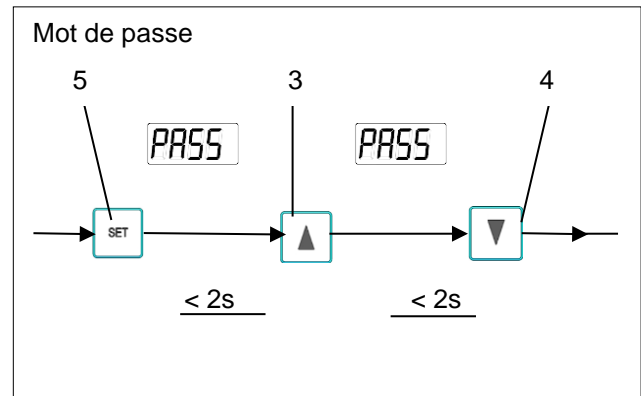 Mot de passe
5 3 4
PASS PASS
SET
< 2s < 2s